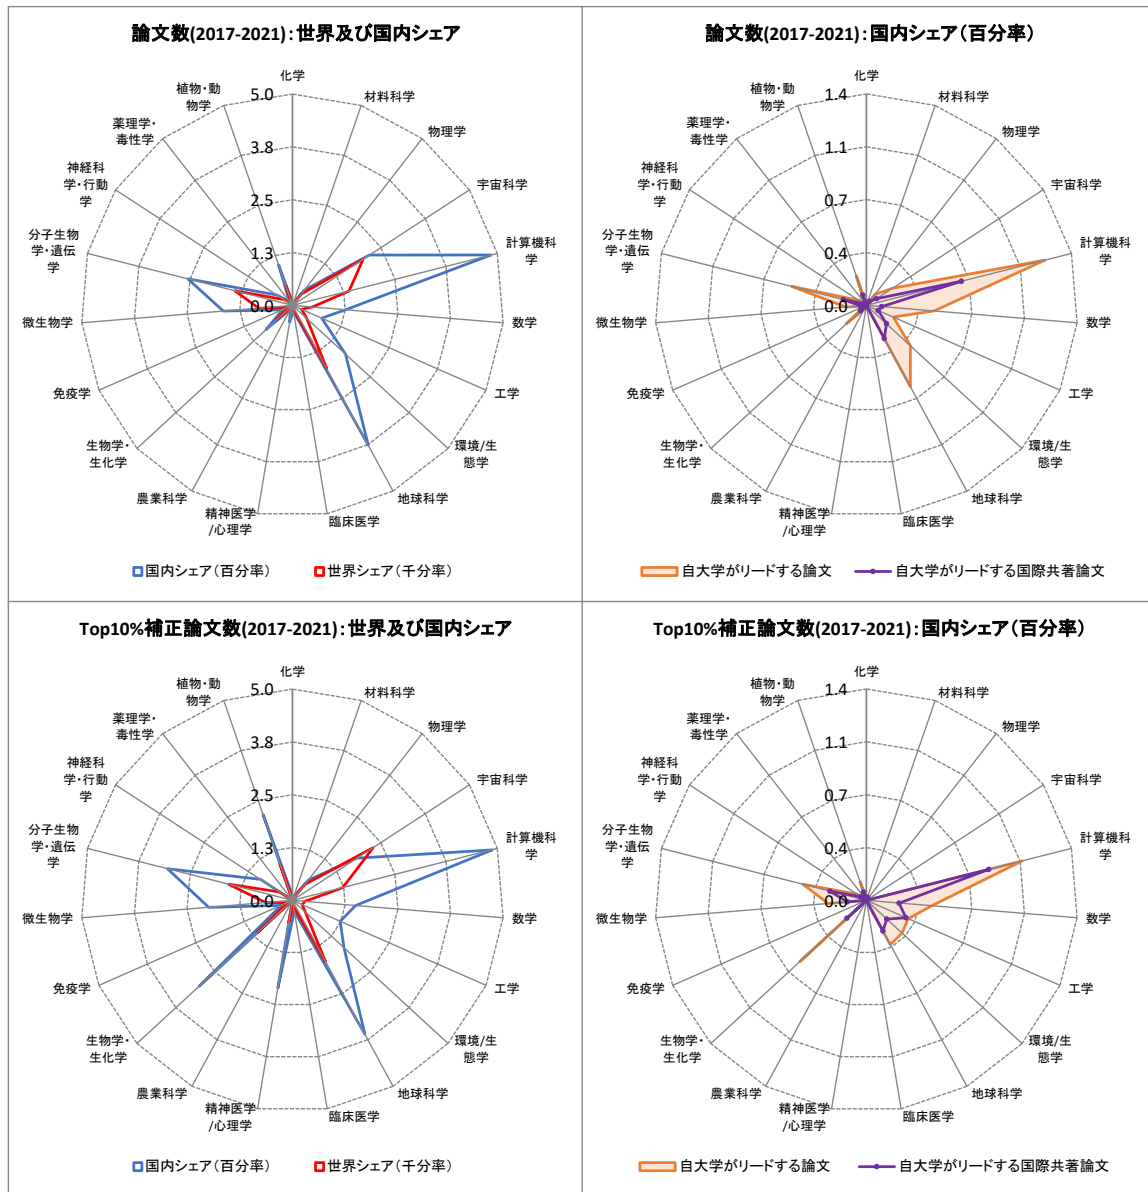 論文数(2017-2021):世界及び国内シェア
化学
材料科学
物理学
宇宙科学
計算機科
学
数学
工学
環境/生
態学
地球科学
臨床医学
精神医学
/心理学
農業科学
生物学・
生化学
免疫学
微生物学
分子生物
学・遺伝
学
神経科
学・行動
学
薬理学・
毒性学
植物・動
物学
5.0
3.8
2.5
1.3
0.0
国内シェア(百分率)
世界シェア(千分率)
論文数(2017-2021):国内シェア(百分率)
化学
材料科学
物理学
宇宙科学
計算機科
学
数学
工学
環境/生
態学
地球科学
臨床医学
精神医学
/心理学
農業科学
生物学・
生化学
免疫学
微生物学
分子生物
学・遺伝
学
神経科
学・行動
学
薬理学・
毒性学
植物・動
物学
1.4
1.1
0.7
0.4
0.0
自大学がリードする論文
自大学がリードする国際共著論文
Top10%補正論文数(2017-2021):世界及び国内シェア
化学
材料科学
物理学
宇宙科学
計算機科
学
数学
工学
環境/生
態学
地球科学
臨床医学
精神医学
/心理学
農業科学
生物学・
生化学
免疫学
微生物学
分子生物
学・遺伝
学
神経科
学・行動
学
薬理学・
毒性学
植物・動
物学
5.0
3.8
2.5
1.3
0.0
国内シェア(百分率)
世界シェア(千分率)
Top10%補正論文数(2017-2021):国内シェア(百分率)
化学
材料科学
物理学
宇宙科学
計算機科
学
数学
工学
環境/生
態学
地球科学
臨床医学
精神医学
/心理学
農業科学
生物学・
生化学
免疫学
微生物学
分子生物
学・遺伝
学
神経科
学・行動
学
薬理学・
毒性学
植物・動
物学
1.4
1.1
0.7
0.4
0.0
自大学がリードする論文
自大学がリードする国際共著論文